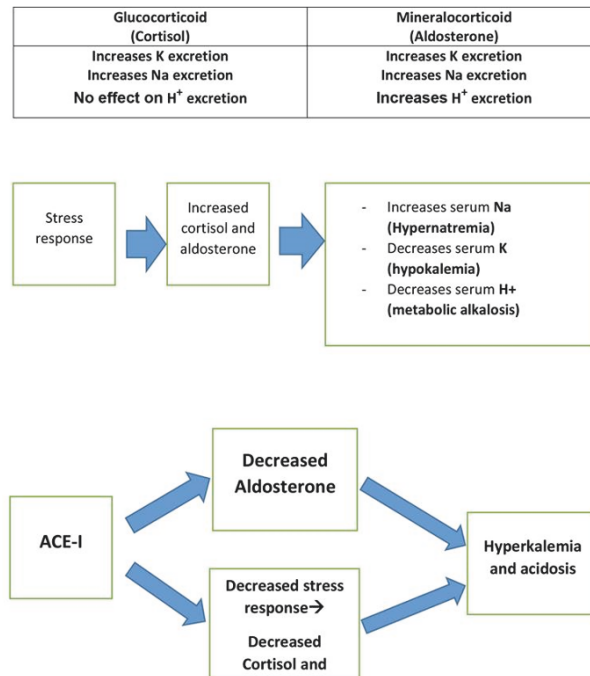 Glucocorticoid
(Cortisol)
Mineralocorticoid
(Aldosterone)
Increases K excretion
Increases Na excretion
No effect on H+ excretion
Increases K excretion
Increases Na excretion
Increases H+ excretion
Stress
response
Increased
cortisol and
aldosterone
- Increases serum Na
(Hypernatremia)
- Decreases serum K
(hypokalemia)
- Decreases serum H+
(metabolic alkalosis)
ACE-I
Decreased
Aldosterone
Decreased stress
response→
Decreased
Cortisol and
Hyperkalemia
and acidosis